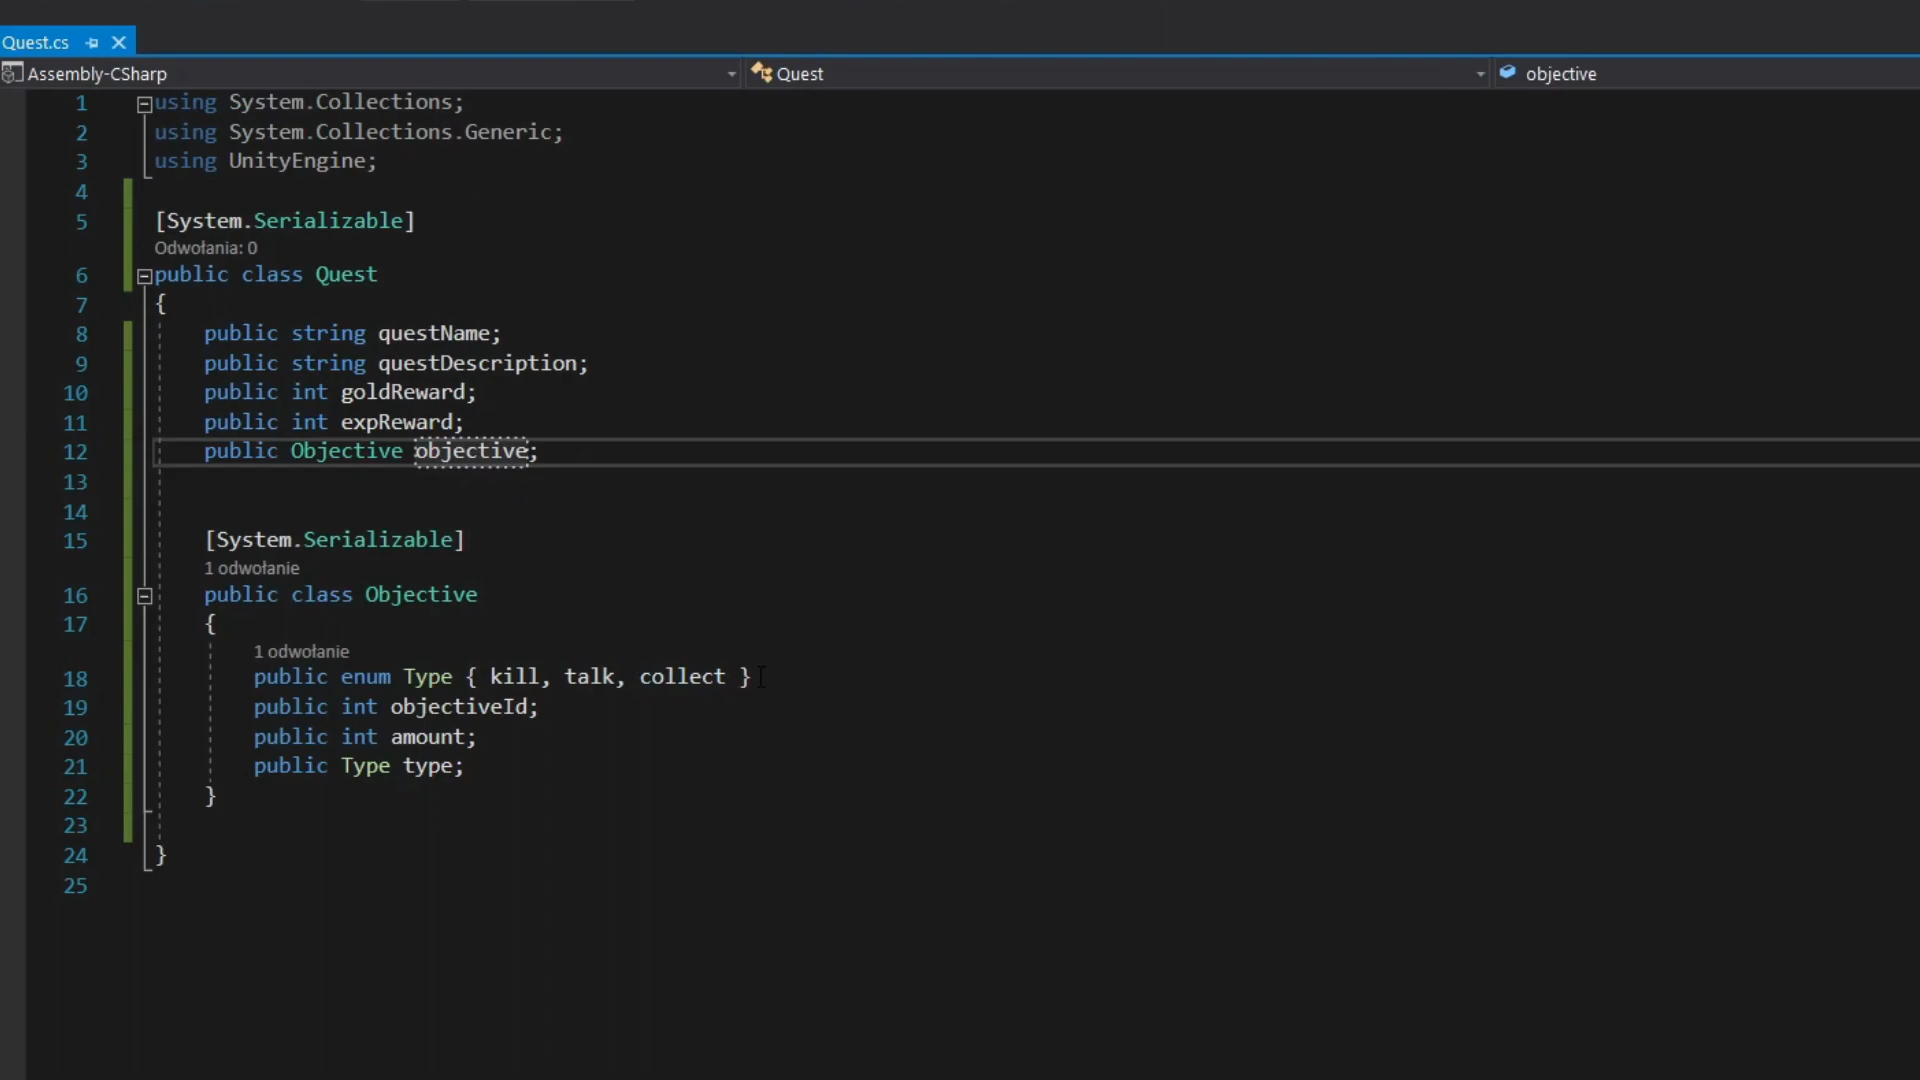 Quest.cs
Assembly-CSharp Quest objective
1 using System.Collections;
2 using System.Collections.Generic;
3 using UnityEngine;
4
5 [System.Serializable]
Odwołania: 0
6 public class Quest
7 {
8 public string questName;
9 public string questDescription;
10 public int goldReward;
11 public int expReward;
12 public Objective objective;
13
14
15 [System.Serializable]
1 odwołanie
16 public class Objective
17 {
1 odwołanie
18 public enum Type { kill, talk, collect }
19 public int objectiveId;
20 public int amount;
21 public Type type;
22 }
23
24 }
25